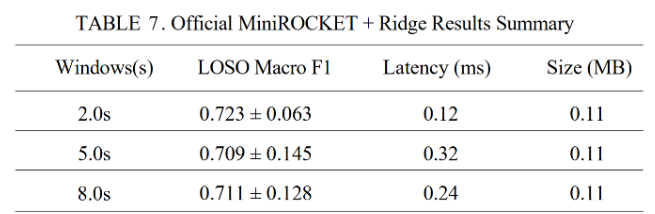 TABLE 7. Official MiniROCKET + Ridge Results Summary
Windows(s) LOSO Macro F1 Latency (ms) Size (MB)
2.0s 0.723 ± 0.063 0.12 0.11
5.0s 0.709 ± 0.145 0.32 0.11
8.0s 0.711 ± 0.128 0.24 0.11